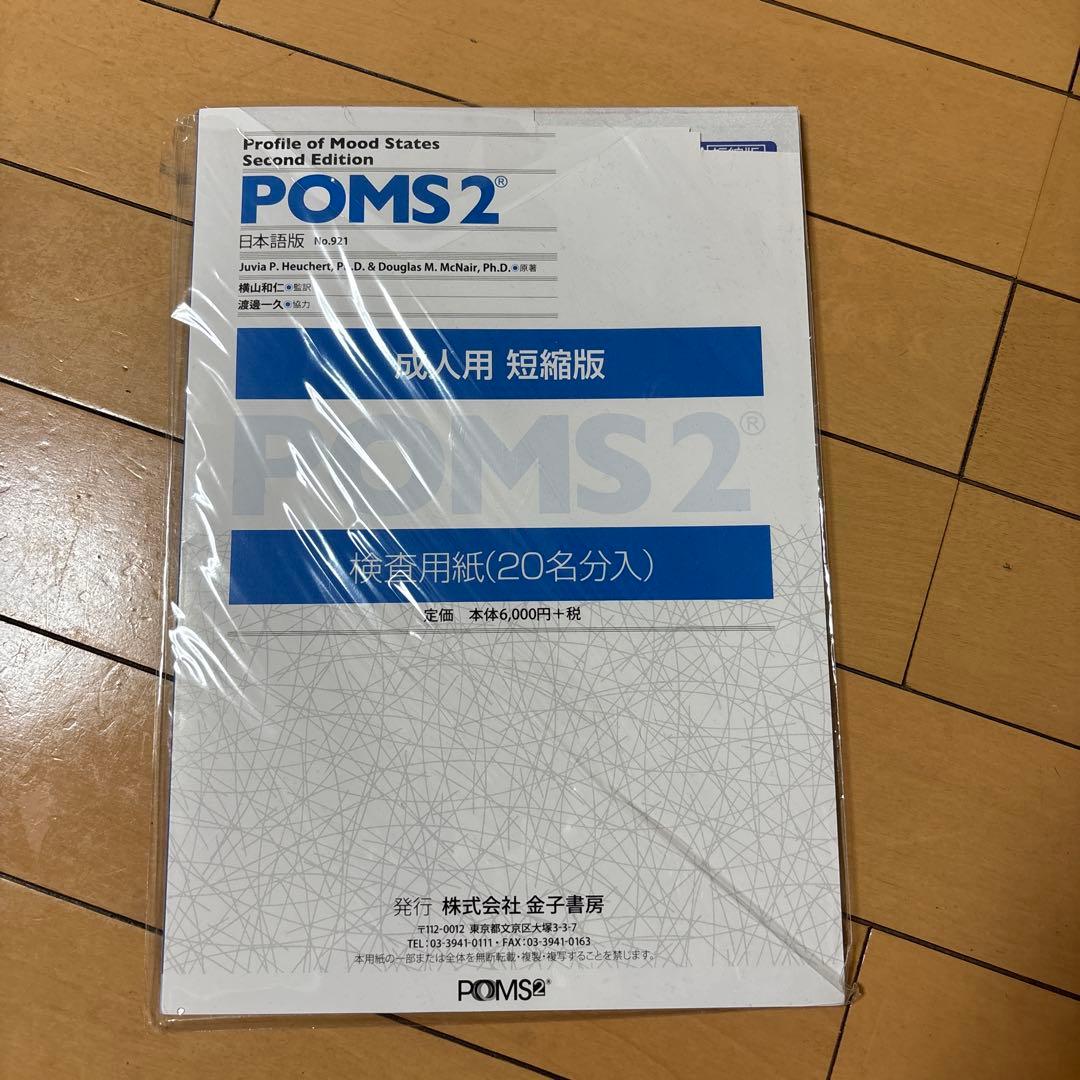 Profile of Mood States
Second Edition
POMS2®
日本語版 No.921
Juvia P. Heuchert, Ph.D. & Douglas M. McNair, Ph.D.●原著
横山和仁●監訳
渡邊一久●協力
短縮版
成人用 短縮版
POMS2®
検査用紙(20名分入)
定価 本体6,000円+税
発行 株式会社 金子書房
〒112-0012 東京都文京区大塚3-3-7
TEL:03-3941-0111・FAX:03-3941-0163
本用紙の一部または全体を無断転載・複製・複写することを禁じます。
POMS2®